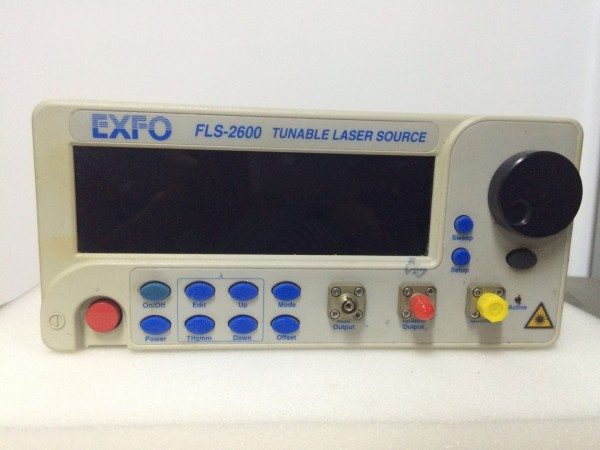 EXFO FLS-2600 TUNABLE LASER SOURCE
Sweep
Setup
On/Off Edit Up Mode
Power THz/nm Down Offset
Output
Output
Active